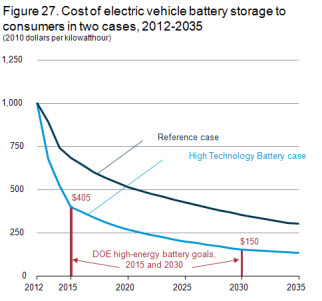 Figure 27. Cost of electric vehicle battery storage to
consumers in two cases, 2012-2035
(2010 dollars per kilowatthour)
1,250
1,000
750
500
250
0
Reference case
High Technology Battery case
$405
$150
DOE high-energy battery goals,
2015 and 2030
2012 2015 2020 2025 2030 2035